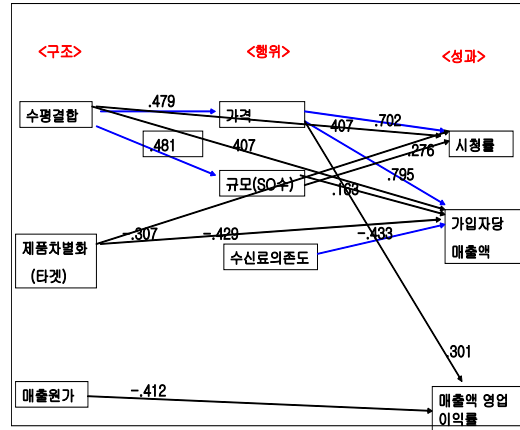 <구조> <행위> <성과>
.479
수평결합 가격 .702
407
시청률
.481 407 .276
.795
규모(SO수) .163
가입자당
매출액
제품차별화
(타겟)
-.307 -.429 -.433
수신료의존도
.301
매출원가 -.412
매출액 영업
이익률